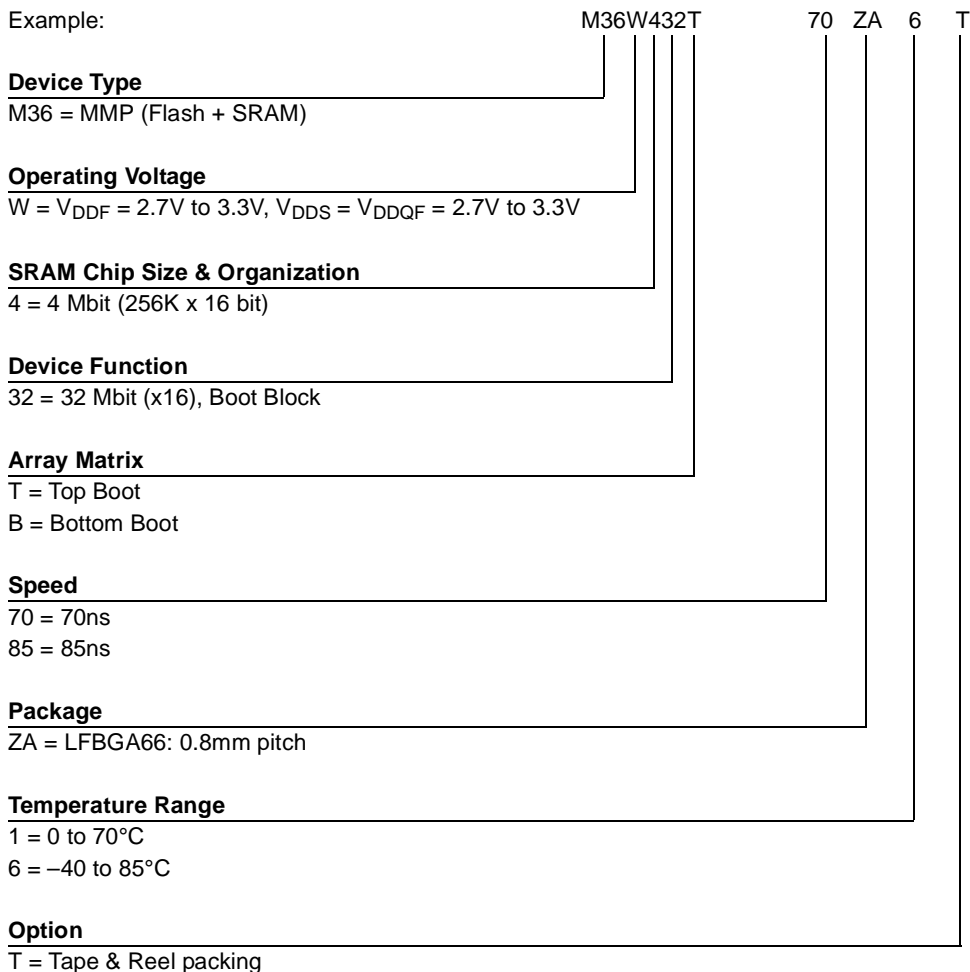 Example: M36W432T 70 ZA 6 T
Device Type
M36 = MMP (Flash + SRAM)
Operating Voltage
W = VDDF = 2.7V to 3.3V, VDDS = VDDQF = 2.7V to 3.3V
SRAM Chip Size & Organization
4 = 4 Mbit (256K x 16 bit)
Device Function
32 = 32 Mbit (x16), Boot Block
Array Matrix
T = Top Boot
B = Bottom Boot
Speed
70 = 70ns
85 = 85ns
Package
ZA = LFBGA66: 0.8mm pitch
Temperature Range
1 = 0 to 70°C
6 = –40 to 85°C
Option
T = Tape & Reel packing